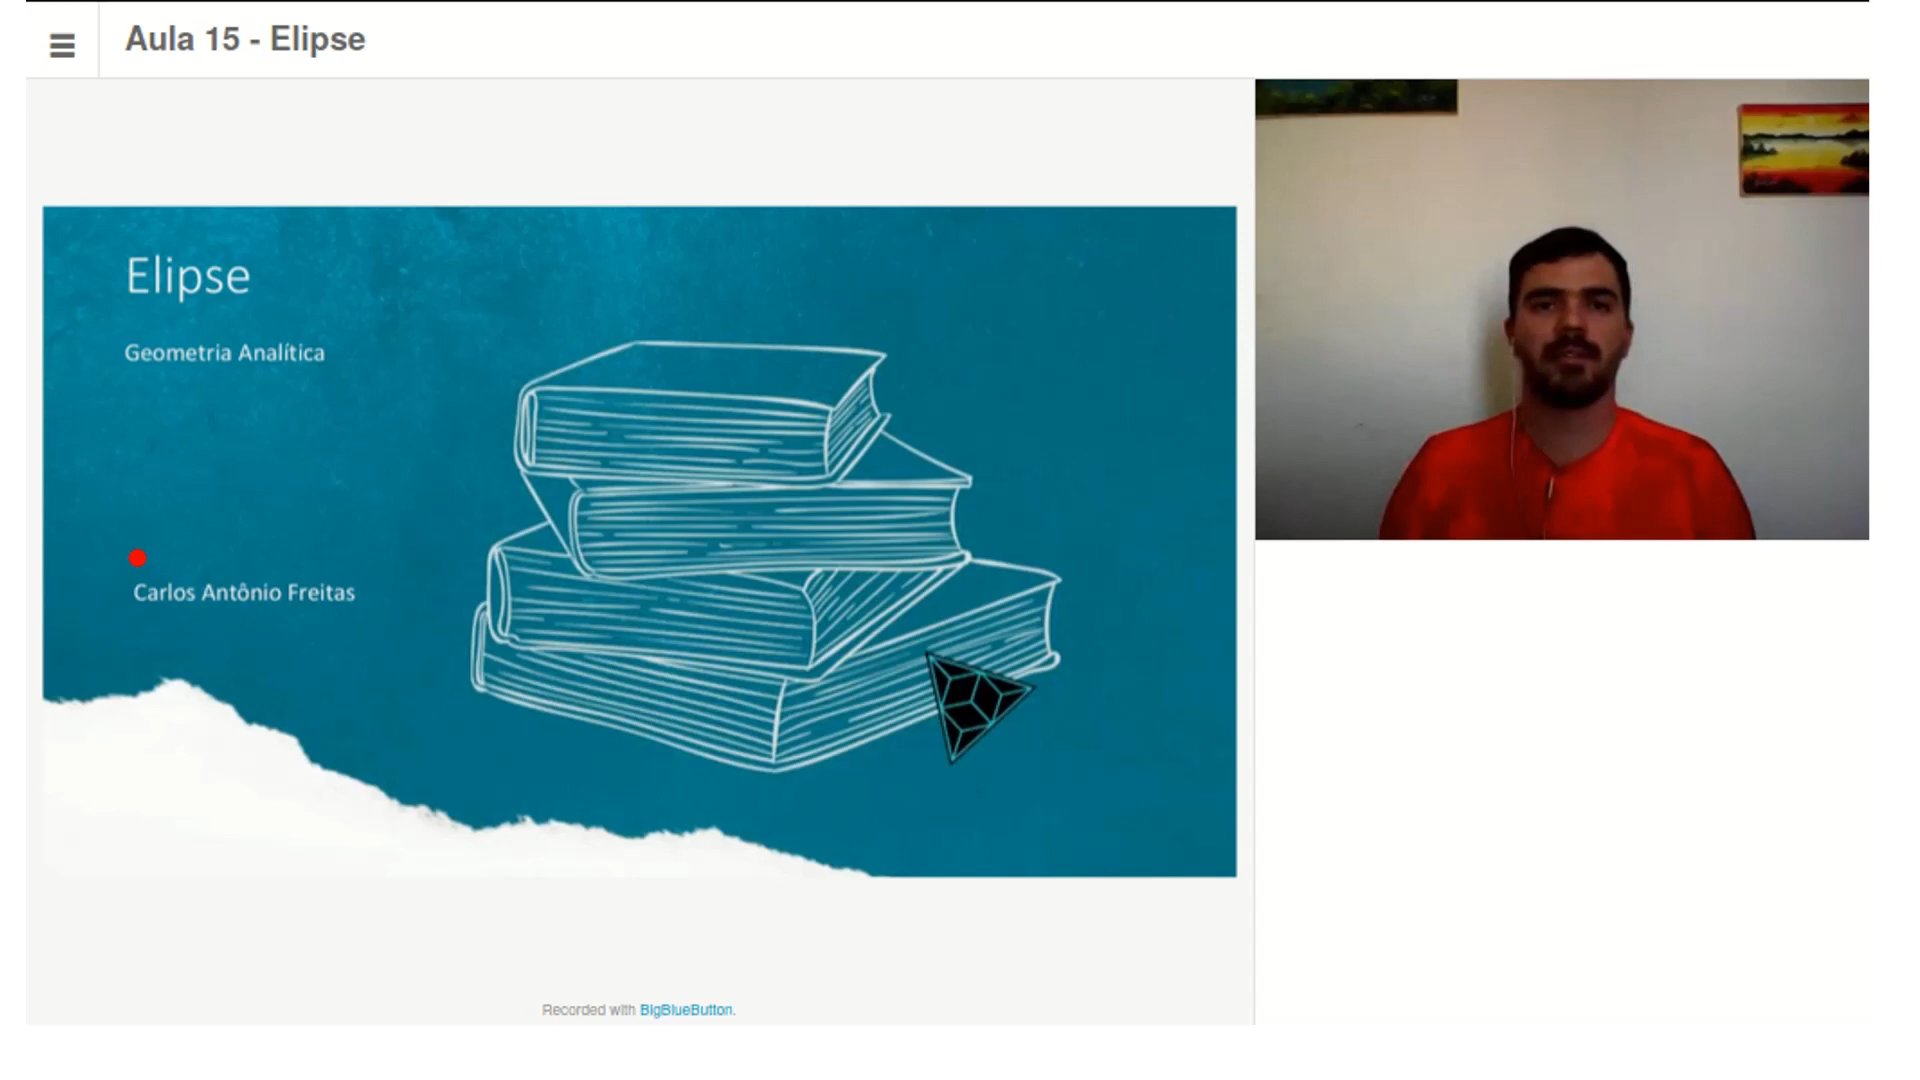 Aula 15 - Elipse
Elipse
Geometria Analítica
Carlos Antônio Freitas
Recorded with BigBlueButton.